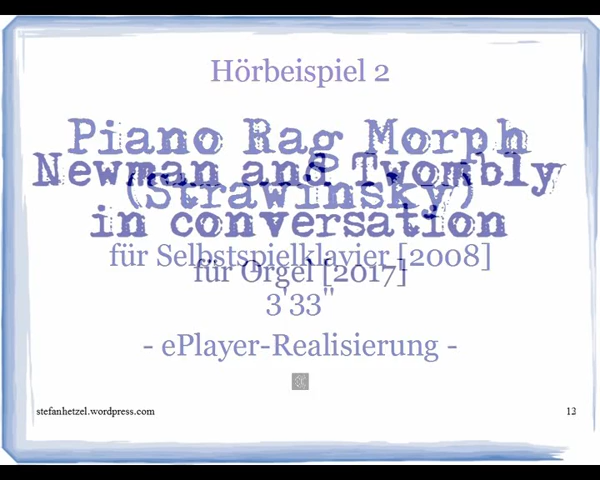 Hörbeispiel 2
Piano Rag Morph
Newman and Twombly
(Strawinsky)
in conversation
für Selbstspielklavier [2008]
für Orgel [2017]
3'33"
- ePlayer-Realisierung -
stefanhetzel.wordpress.com